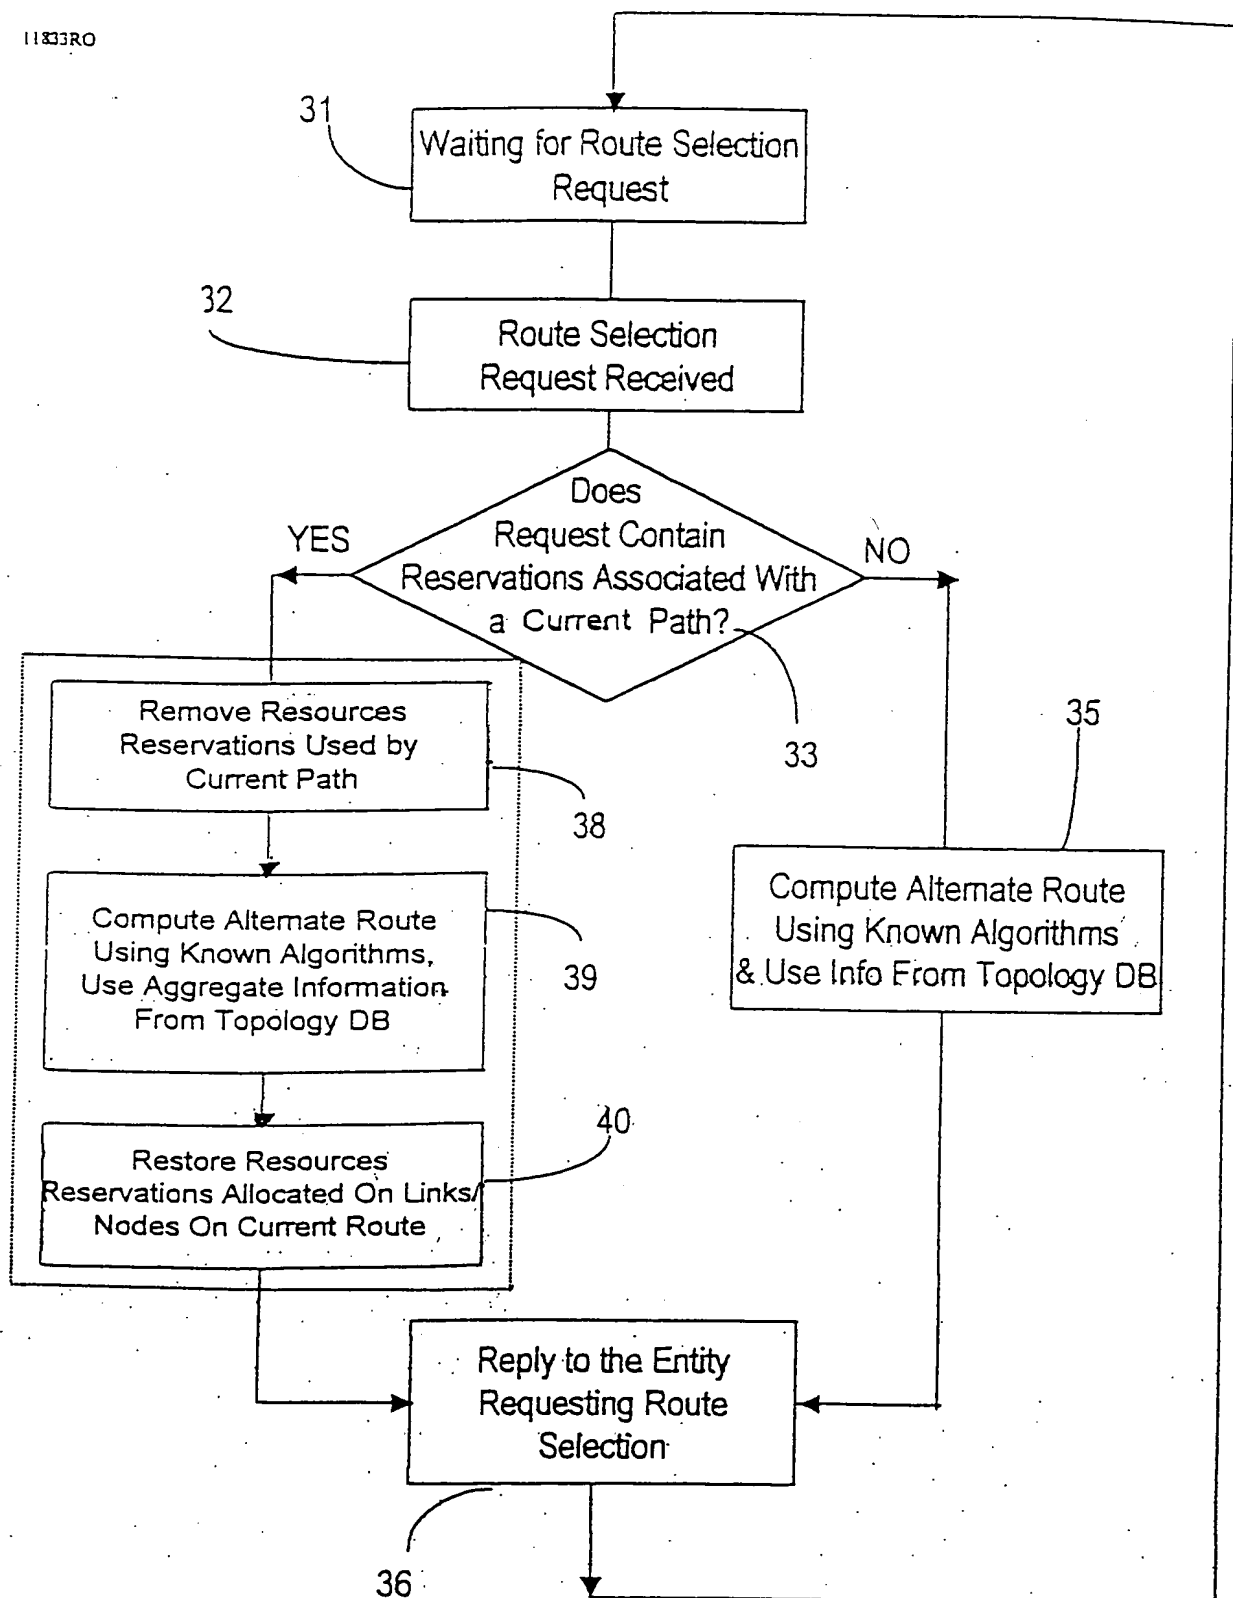 11833RO
31
Waiting for Route Selection
Request
32
Route Selection
Request Received
Does
Request Contain
Reservations Associated With
a Current Path?
YES
NO
33
Remove Resources
Reservations Used by
Current Path
38
35
Compute Alternate Route
Using Known Algorithms,
Use Aggregate Information
From Topology DB
39
Compute Alternate Route
Using Known Algorithms
& Use Info From Topology DB
40
Restore Resources
Reservations Allocated On Links/
Nodes On Current Route
Reply to the Entity
Requesting Route
Selection
36